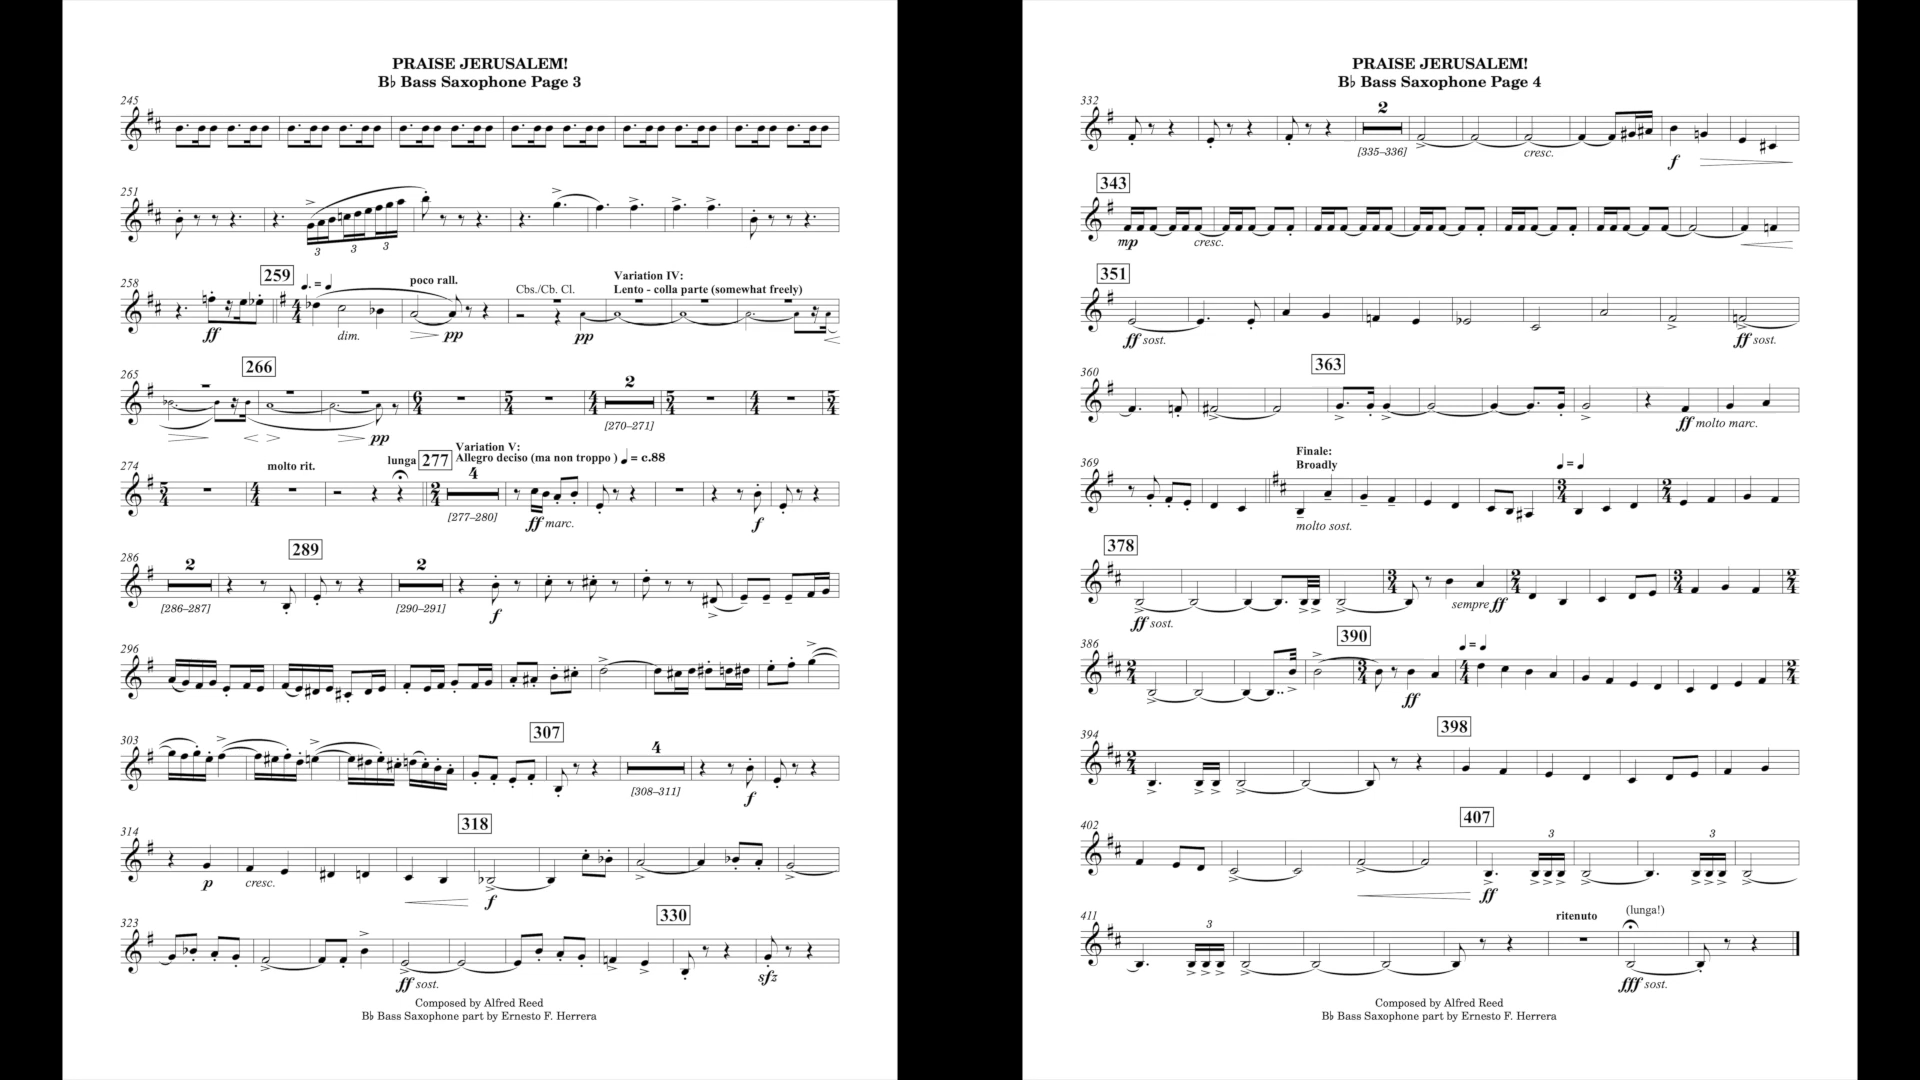 PRAISE JERUSALEM!
B♭ Bass Saxophone Page 3
245
251
3 3 3
258
259
♩. = ♩
poco rall.
Cbs./Cb. Cl.
Variation IV:
Lento - colla parte (somewhat freely)
ff
dim.
pp
pp
265
266
2
pp
[270–271]
274
molto rit.
lunga
277
Variation V:
Allegro deciso (ma non troppo ) ♩ = c.88
4
[277–280]
ff marc.
f
286
2
289
2
[286–287]
[290–291]
f
296
303
307
4
[308–311]
f
314
318
p
cresc.
f
323
330
ff sost.
sfz
Composed by Alfred Reed
B♭ Bass Saxophone part by Ernesto F. Herrera
PRAISE JERUSALEM!
B♭ Bass Saxophone Page 4
332
2
[335–336]
cresc.
f
343
mp
cresc.
351
ff sost.
ff sost.
360
363
ff molto marc.
369
Finale:
Broadly
♩ = ♩
molto sost.
378
ff sost.
sempre ff
386
390
♩ = ♩
ff
394
398
402
407
3
3
ff
411
3
ritenuto
(lunga!)
fff sost.
Composed by Alfred Reed
B♭ Bass Saxophone part by Ernesto F. Herrera